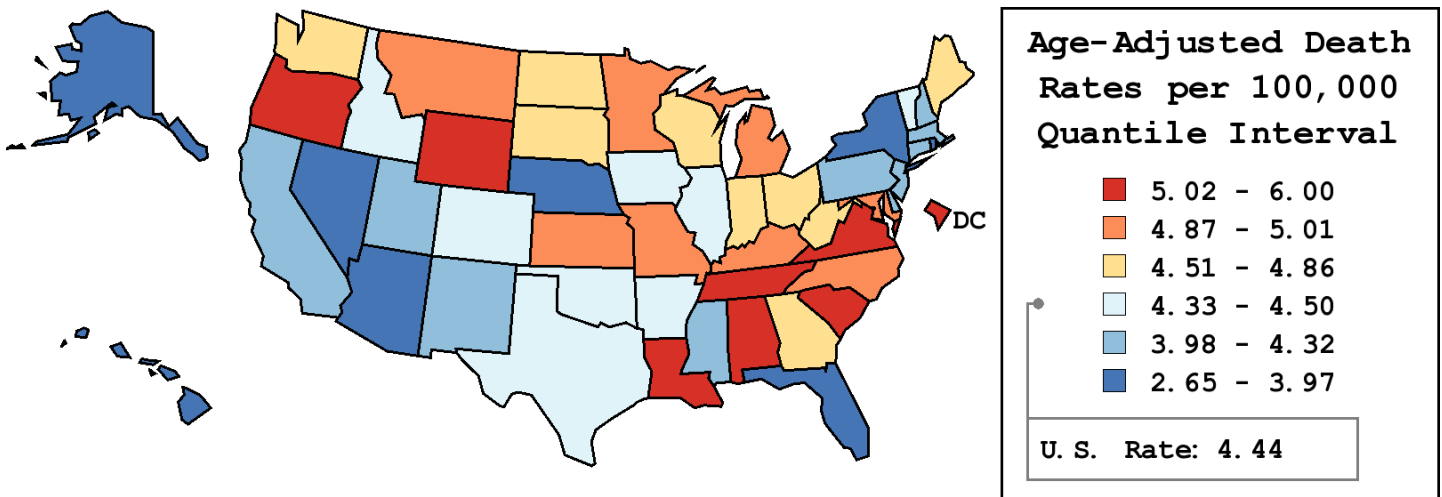 Age-Adjusted Death
Rates per 100,000
Quantile Interval
5.02 - 6.00
DC
4.87 - 5.01
4.51 - 4.86
4.33 - 4.50
3.98 - 4.32
2.65 - 3.97
U.S. Rate: 4.44